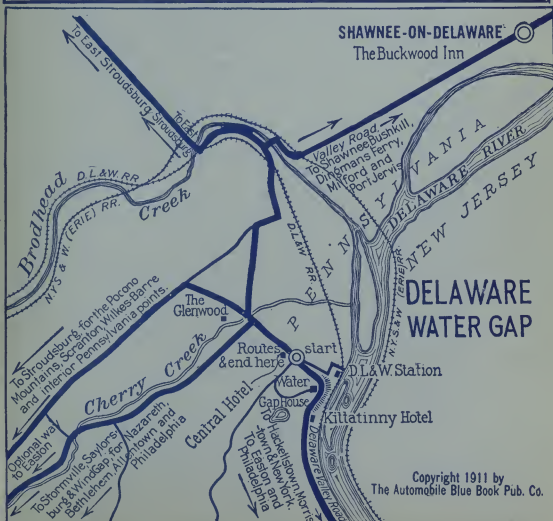 SHAWNEE-ON-DELAWARE
The Buckwood Inn
To East Stroudsburg
Stroudsburg
To East
Valley Road
To Shawnee, Bushkill,
Dingmans Ferry,
Milford and
Port Jervis
PENNSYLVANIA
DELAWARE RIVER
NEW JERSEY
Brodhead
Creek
D.L.&W. RR.
N.Y.S. & W. (ERIE) RR.
D.L.&W. RR.
N.Y.S.&W. (ERIE) RR.
DELAWARE
WATER GAP
To Stroudsburg-for the Pocono
Mountains, Scranton, Wilkes-Barre
and interior Pennsylvania points.
The
Glenwood
Cherry Creek
Routes start
& end here
D.L.&W. Station
Water
Gap House
Kittatinny Hotel
Central Hotel
Optional way
to Easton
To Stormville, Saylors-
burg & Wind Gap-for Nazareth,
Bethlehem, Allentown and
Philadelphia
To Hackettstown, Morris-
town & New York.
To Easton and
Philadelphia
Delaware Valley Road
Copyright 1911 by
The Automobile Blue Book Pub. Co.